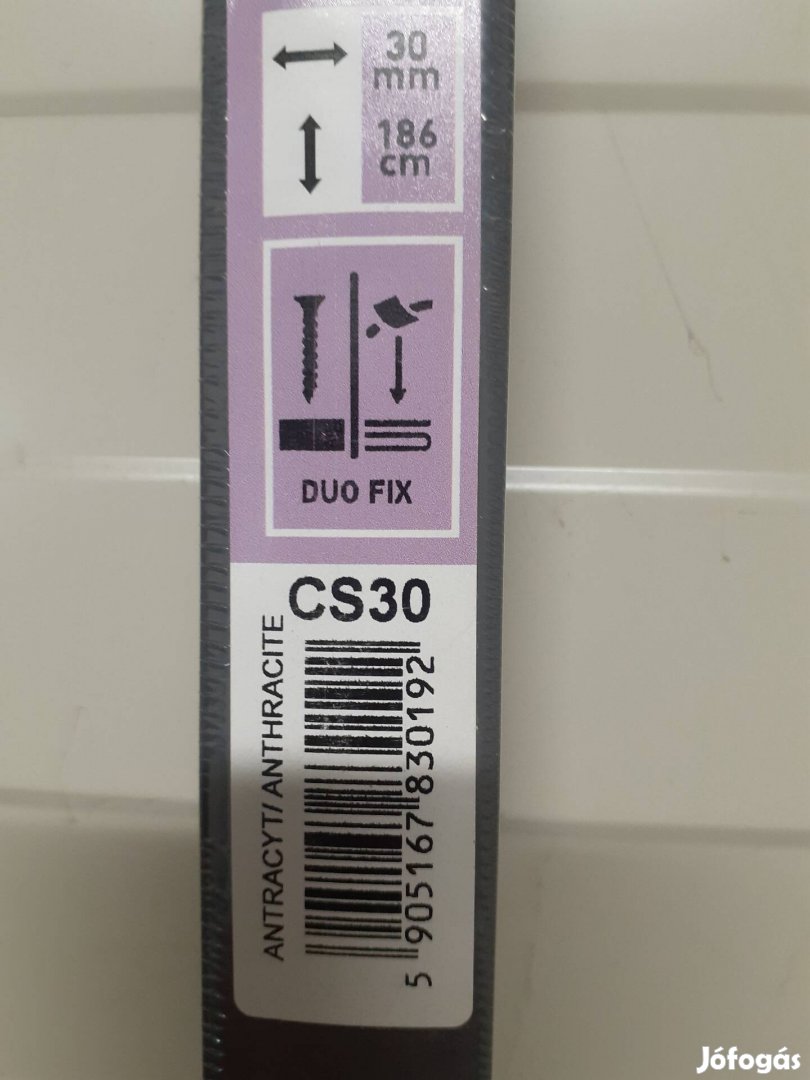 30
mm
186
cm
DUO FIX
CS30
ANTRACYT/ANTHRACITE
5 905167 830192
Jófogás